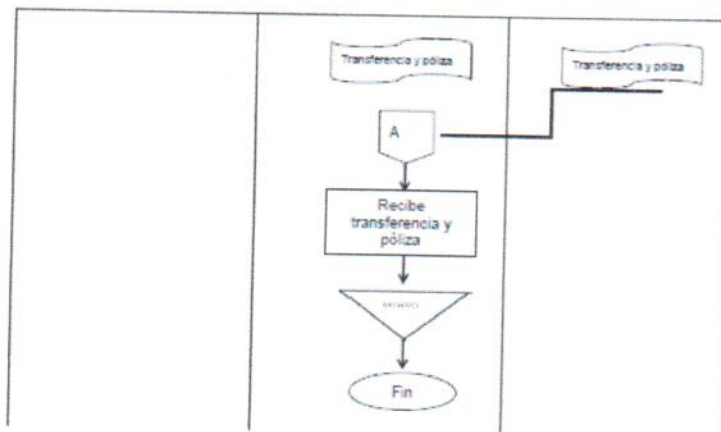 Transferencia y póliza
Transferencia y póliza
A
Recibe
transferencia y
póliza
Fin